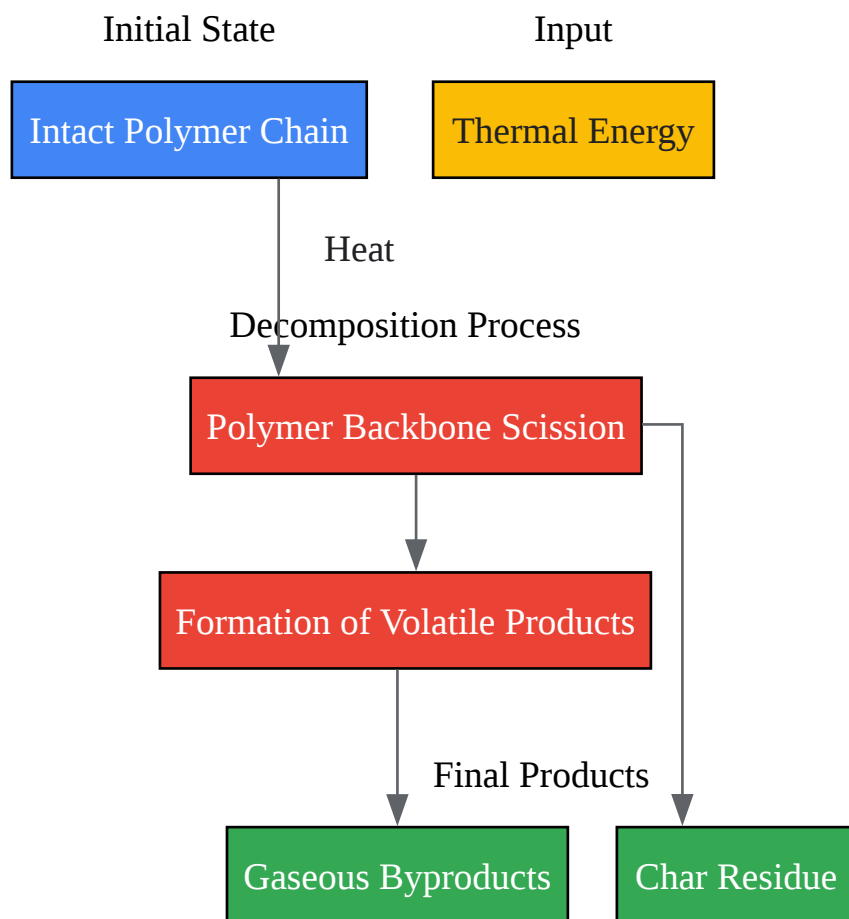 Initial State
Input
Intact Polymer Chain
Thermal Energy
Heat
Decomposition Process
Polymer Backbone Scission
Formation of Volatile Products
Final Products
Gaseous Byproducts
Char Residue